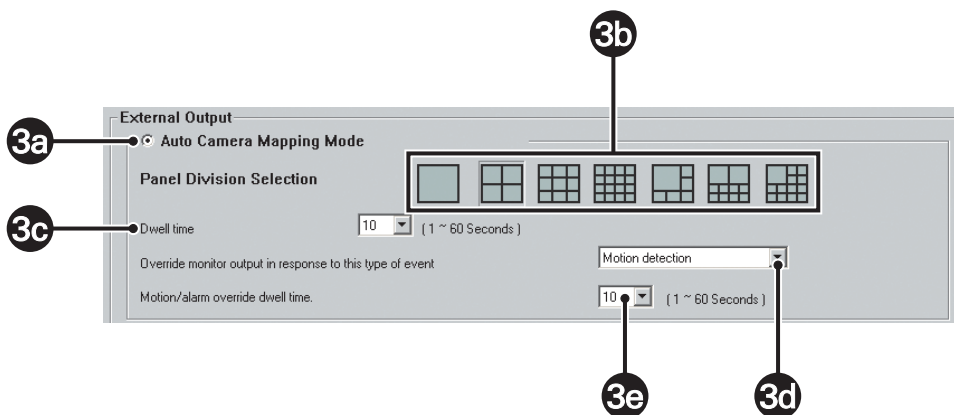 3b
External Output
3a
Auto Camera Mapping Mode
Panel Division Selection
3c
Dwell time
10
( 1 ~ 60 Seconds )
Override monitor output in response to this type of event
Motion detection
Motion/alarm override dwell time.
10
( 1 ~ 60 Seconds )
3e
3d